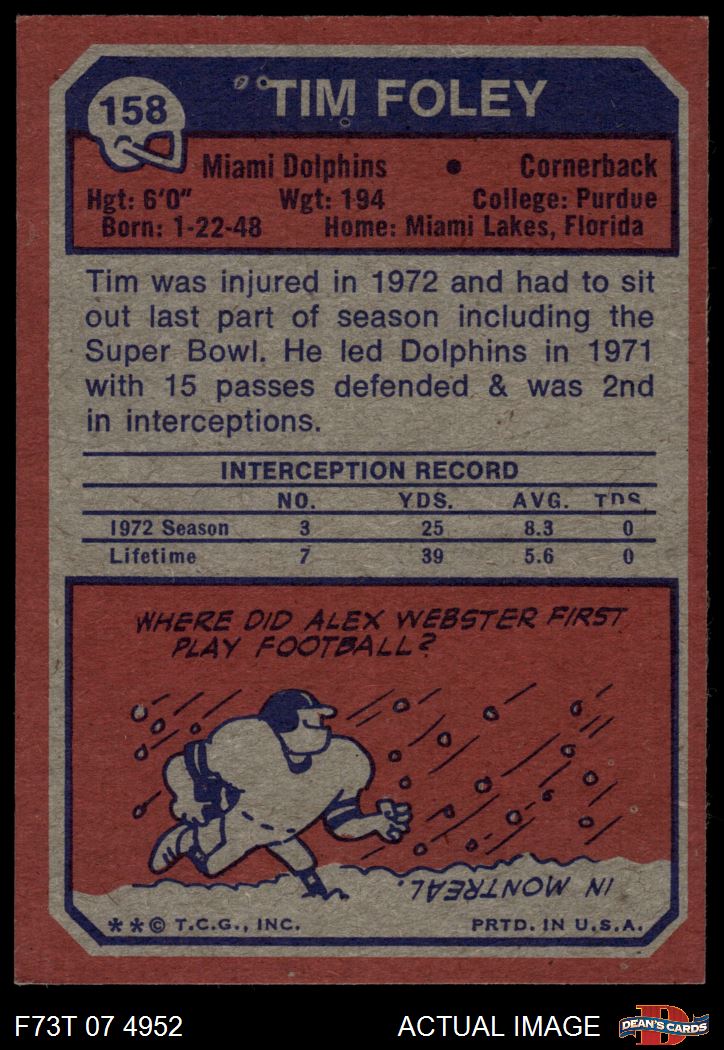 158
TIM FOLEY
Miami Dolphins • Cornerback
Hgt: 6'0" Wgt: 194 College: Purdue
Born: 1-22-48 Home: Miami Lakes, Florida
Tim was injured in 1972 and had to sit
out last part of season including the
Super Bowl. He led Dolphins in 1971
with 15 passes defended & was 2nd
in interceptions.
INTERCEPTION RECORD
NO. YDS. AVG. TDS
1972 Season 3 25 8.3 0
Lifetime 7 39 5.6 0
WHERE DID ALEX WEBSTER FIRST
PLAY FOOTBALL?
IN MONTREAL.
**© T.C.G., INC. PRTD. IN U.S.A.
F73T 07 4952 ACTUAL IMAGE
D
DEAN'S CARDS